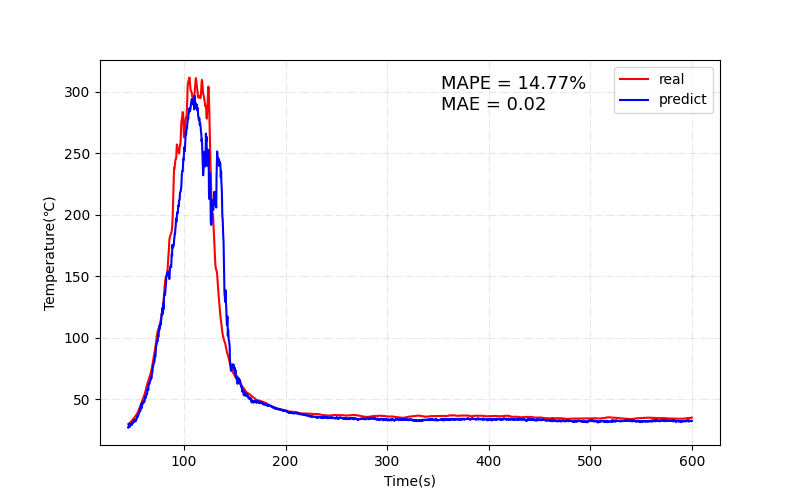 MAPE = 14.77%
MAE = 0.02
real
predict
Temperature(℃)
300
250
200
150
100
50
100 200 300 400 500 600
Time(s)